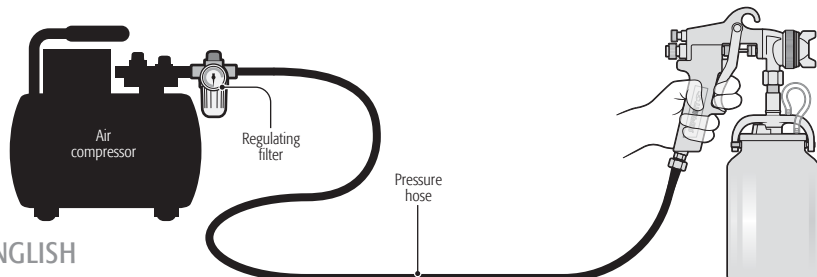 Air
compressor
Regulating
filter
Pressure
hose
NGLISH